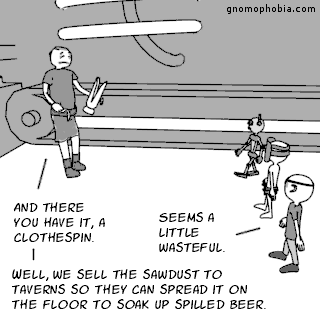 gnomophobia.com
AND THERE
YOU HAVE IT, A
CLOTHESPIN.
SEEMS A
LITTLE
WASTEFUL.
WELL, WE SELL THE SAWDUST TO
TAVERNS SO THEY CAN SPREAD IT ON
THE FLOOR TO SOAK UP SPILLED BEER.